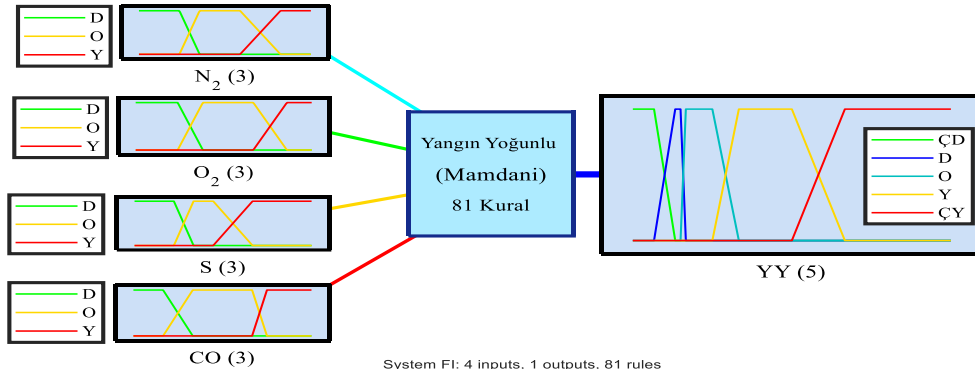 D
O
Y
N₂ (3)
D
O
Y
O₂ (3)
D
O
Y
S (3)
D
O
Y
CO (3)
Yangın Yoğunlu
(Mamdani)
81 Kural
ÇD
D
O
Y
ÇY
YY (5)
System FI: 4 inputs, 1 outputs, 81 rules